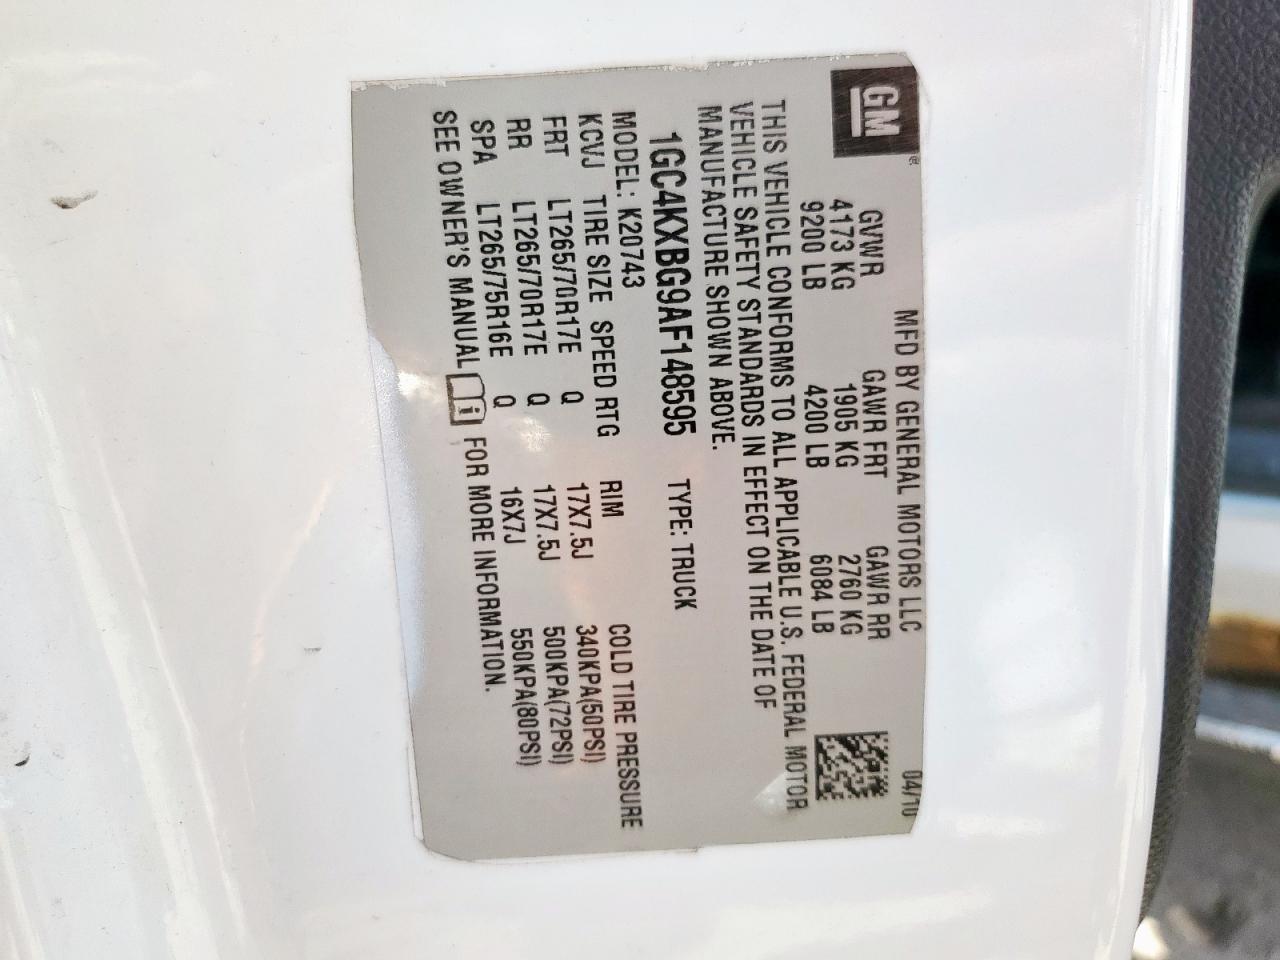 GM
MFD BY GENERAL MOTORS LLC 04/10
GVWR GAWR FRT GAWR RR
4173 KG 1905 KG 2760 KG
9200 LB 4200 LB 6084 LB
THIS VEHICLE CONFORMS TO ALL APPLICABLE U.S. FEDERAL MOTOR
VEHICLE SAFETY STANDARDS IN EFFECT ON THE DATE OF
MANUFACTURE SHOWN ABOVE.
1GC4KXBG9AF148595 TYPE: TRUCK
MODEL: K20743
KCVJ TIRE SIZE SPEED RTG RIM COLD TIRE PRESSURE
FRT LT265/70R17E Q 17X7.5J 340KPA(50PSI)
RR LT265/70R17E Q 17X7.5J 500KPA(72PSI)
SPA LT265/75R16E Q 16X7J 550KPA(80PSI)
SEE OWNER'S MANUAL i FOR MORE INFORMATION.